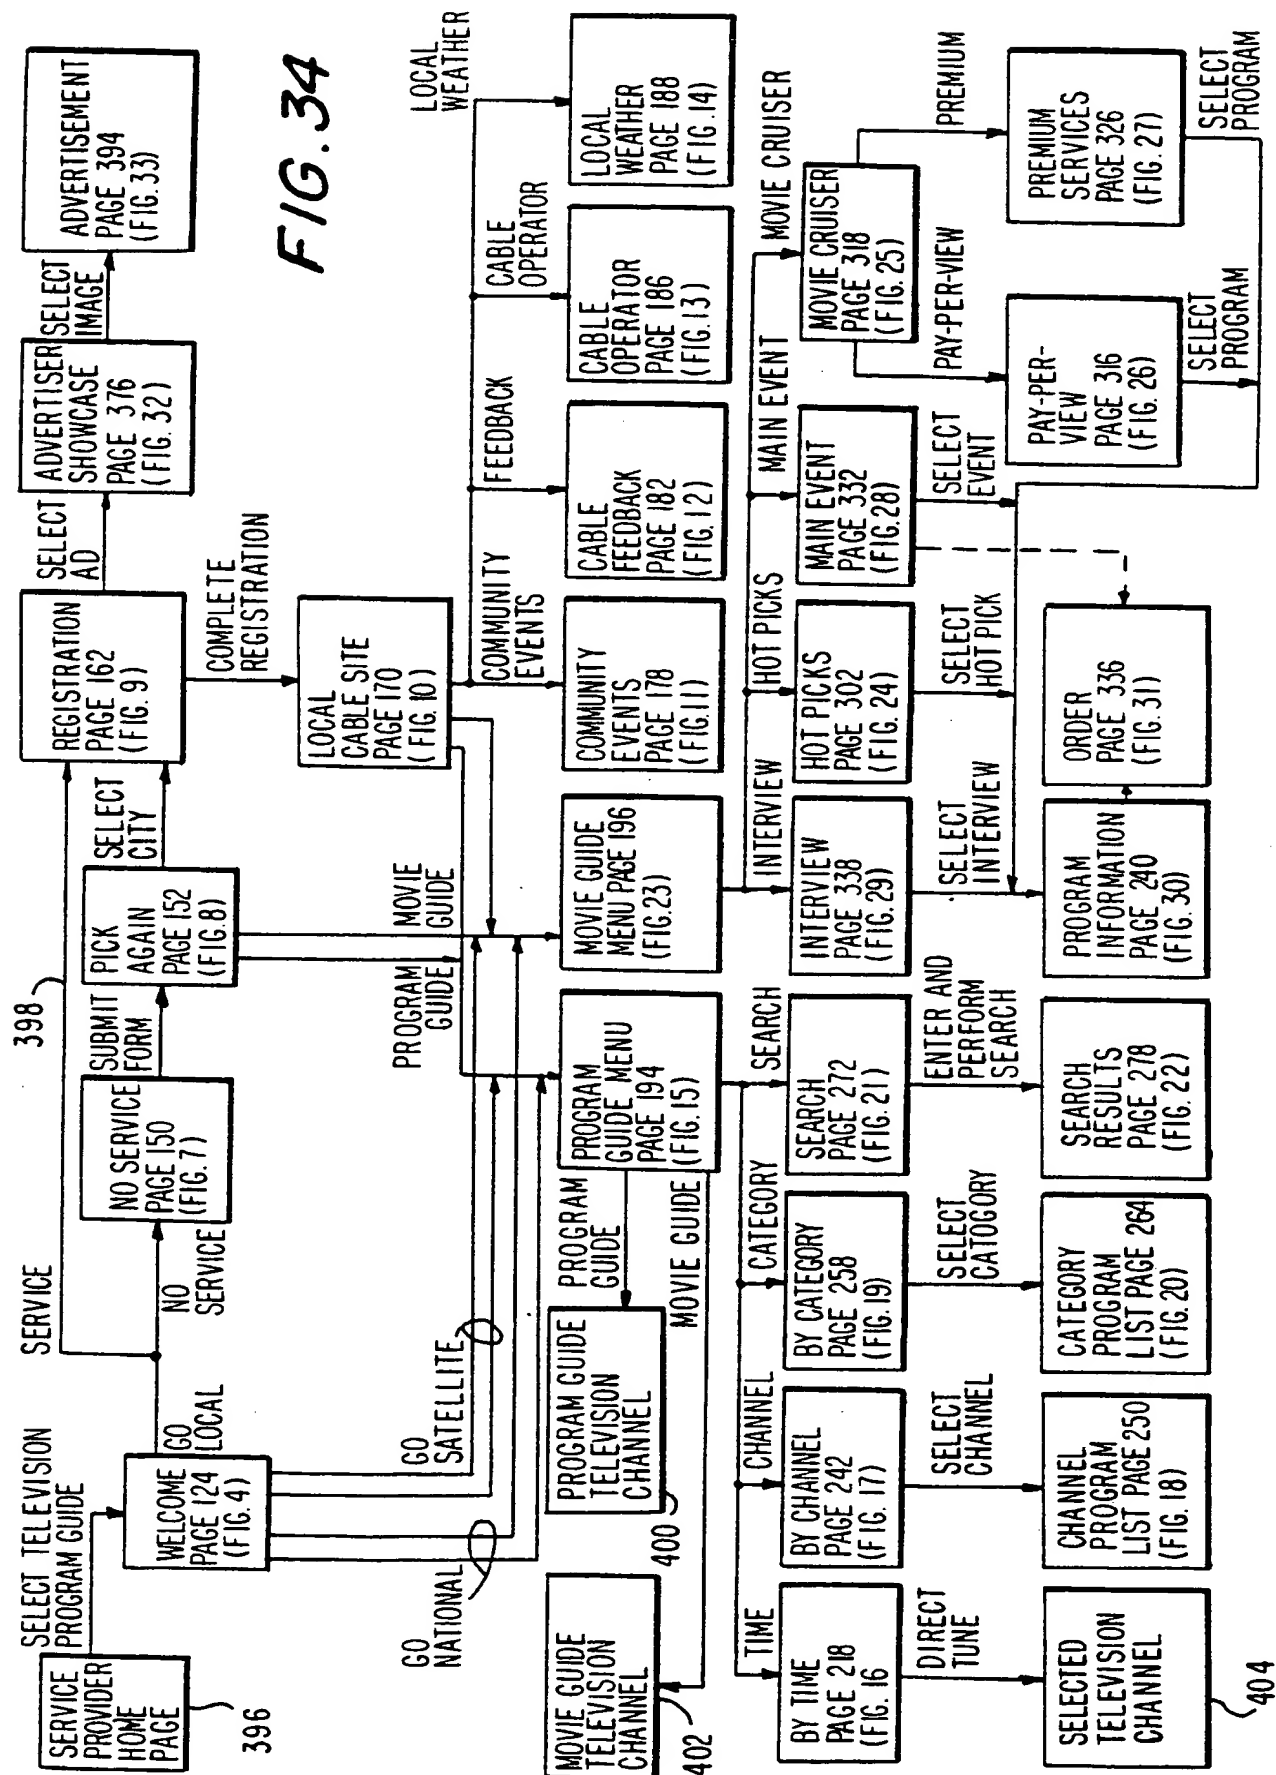 FIG. 34
SELECT TELEVISION
PROGRAM GUIDE
SERVICE
PROVIDER
HOME
PAGE
396
WELCOME
PAGE 124
(FIG. 4)
GO
LOCAL
SERVICE
398
NO
SERVICE
NO SERVICE
PAGE 150
(FIG. 7)
SUBMIT
FORM
PICK
AGAIN
PAGE 152
(FIG. 8)
SELECT
CITY
REGISTRATION
PAGE 162
(FIG. 9)
SELECT
AD
ADVERTISER
SHOWCASE
PAGE 376
(FIG. 32)
SELECT
IMAGE
ADVERTISEMENT
PAGE 394
(FIG. 33)
COMPLETE
REGISTRATION
LOCAL
CABLE SITE
PAGE 170
(FIG. 10)
GO
NATIONAL
GO
SATELLITE
PROGRAM
GUIDE
MOVIE
GUIDE
COMMUNITY
EVENTS
FEEDBACK
CABLE
OPERATOR
LOCAL
WEATHER
MOVIE GUIDE
TELEVISION
CHANNEL
402
PROGRAM GUIDE
TELEVISION
CHANNEL
400
PROGRAM
GUIDE
MOVIE GUIDE
PROGRAM
GUIDE MENU
PAGE 194
(FIG. 15)
MOVIE GUIDE
MENU PAGE 196
(FIG. 23)
COMMUNITY
EVENTS
PAGE 178
(FIG. 11)
CABLE
FEEDBACK
PAGE 182
(FIG. 12)
CABLE
OPERATOR
PAGE 186
(FIG. 13)
LOCAL
WEATHER
PAGE 188
(FIG. 14)
TIME
CHANNEL
CATEGORY
SEARCH
INTERVIEW
HOT PICKS
MAIN EVENT
MOVIE CRUISER
BY TIME
PAGE 218
(FIG. 16
BY CHANNEL
PAGE 242
(FIG. 17)
BY CATEGORY
PAGE 258
(FIG. 19)
SEARCH
PAGE 272
(FIG. 21)
INTERVIEW
PAGE 338
(FIG. 29)
HOT PICKS
PAGE 302
(FIG. 24)
MAIN EVENT
PAGE 332
(FIG. 28)
MOVIE CRUISER
PAGE 318
(FIG. 25)
DIRECT
TUNE
SELECT
CHANNEL
SELECT
CATOGORY
ENTER AND
PERFORM
SEARCH
SELECT
INTERVIEW
SELECT
HOT PICK
SELECT
EVENT
PAY-PER-VIEW
PREMIUM
SELECTED
TELEVISION
CHANNEL
404
CHANNEL
PROGRAM
LIST PAGE 250
(FIG. 18)
CATEGORY
PROGRAM
LIST PAGE 264
(FIG. 20)
SEARCH
RESULTS
PAGE 278
(FIG. 22)
PROGRAM
INFORMATION
PAGE 240
(FIG. 30)
ORDER
PAGE 336
(FIG. 31)
PAY-PER-
VIEW
PAGE 316
(FIG. 26)
SELECT
PROGRAM
PREMIUM
SERVICES
PAGE 326
(FIG. 27)
SELECT
PROGRAM